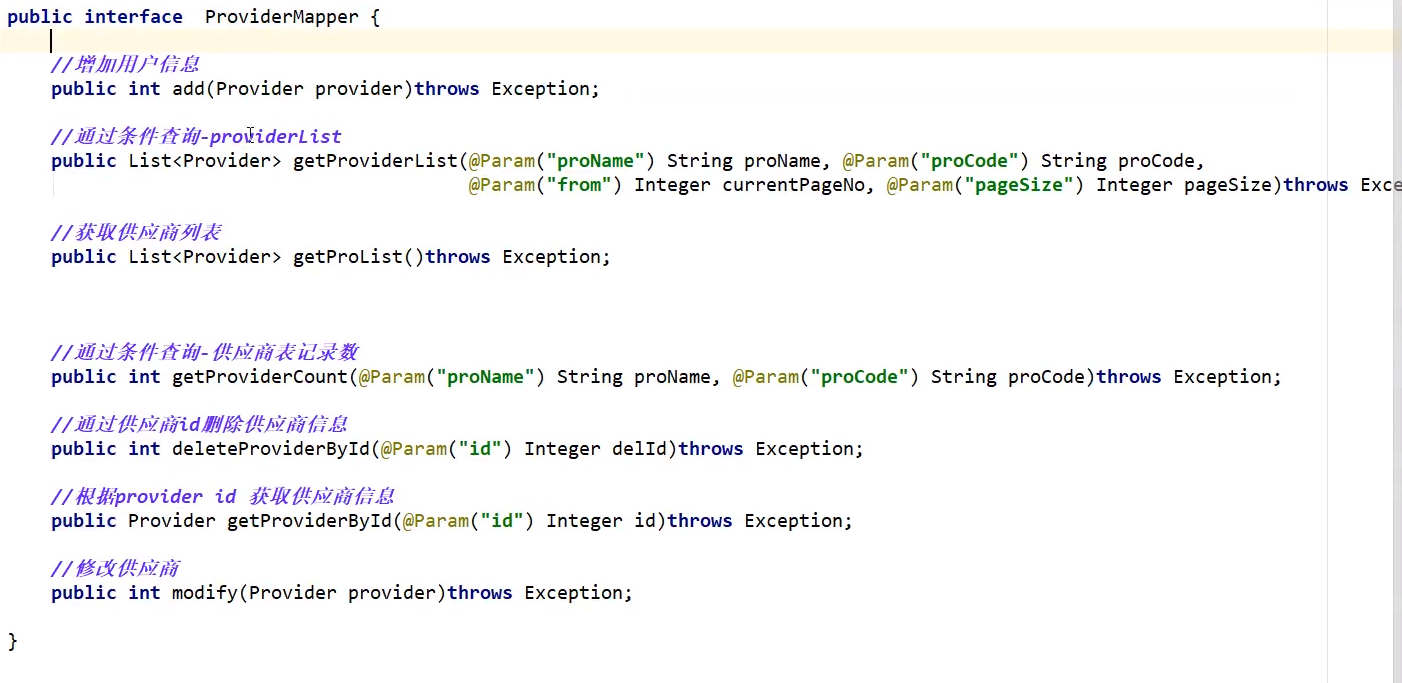 public interface  ProviderMapper {
    //增加用户信息
    public int add(Provider provider)throws Exception;
    //通过条件查询-providerList
    public List<Provider> getProviderList(@Param("proName") String proName, @Param("proCode") String proCode,
                                          @Param("from") Integer currentPageNo, @Param("pageSize") Integer pageSize)throws Exce
    //获取供应商列表
    public List<Provider> getProList()throws Exception;
    //通过条件查询-供应商表记录数
    public int getProviderCount(@Param("proName") String proName, @Param("proCode") String proCode)throws Exception;
    //通过供应商id删除供应商信息
    public int deleteProviderById(@Param("id") Integer delId)throws Exception;
    //根据provider id 获取供应商信息
    public Provider getProviderById(@Param("id") Integer id)throws Exception;
    //修改供应商
    public int modify(Provider provider)throws Exception;
}